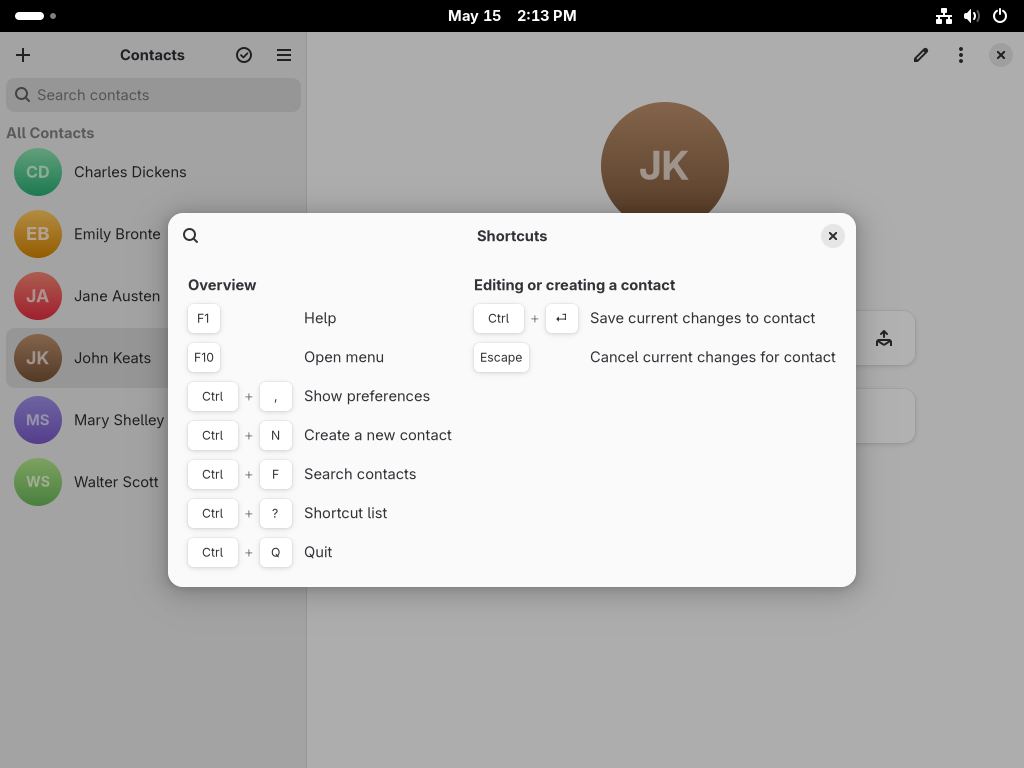 May 15 2:13 PM
Contacts
Search contacts
All Contacts
CD Charles Dickens
EB Emily Bronte
JA Jane Austen
JK John Keats
MS Mary Shelley
WS Walter Scott
JK
Shortcuts
Overview
F1 Help
F10 Open menu
Ctrl + , Show preferences
Ctrl + N Create a new contact
Ctrl + F Search contacts
Ctrl + ? Shortcut list
Ctrl + Q Quit
Editing or creating a contact
Ctrl + ⏎ Save current changes to contact
Escape Cancel current changes for contact